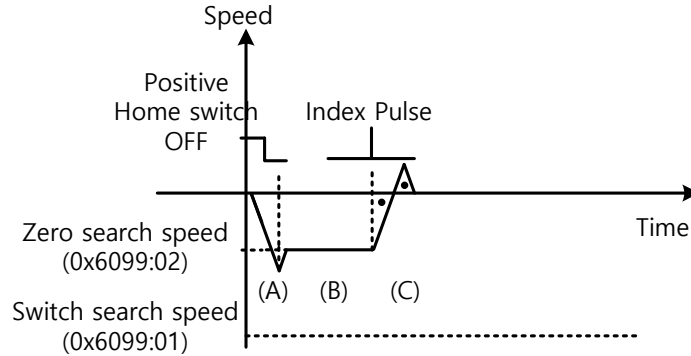 Speed
Positive
Home switch
OFF
Index Pulse
Time
Zero search speed
(0x6099:02)
(A)
(B)
(C)
Switch search speed
(0x6099:01)